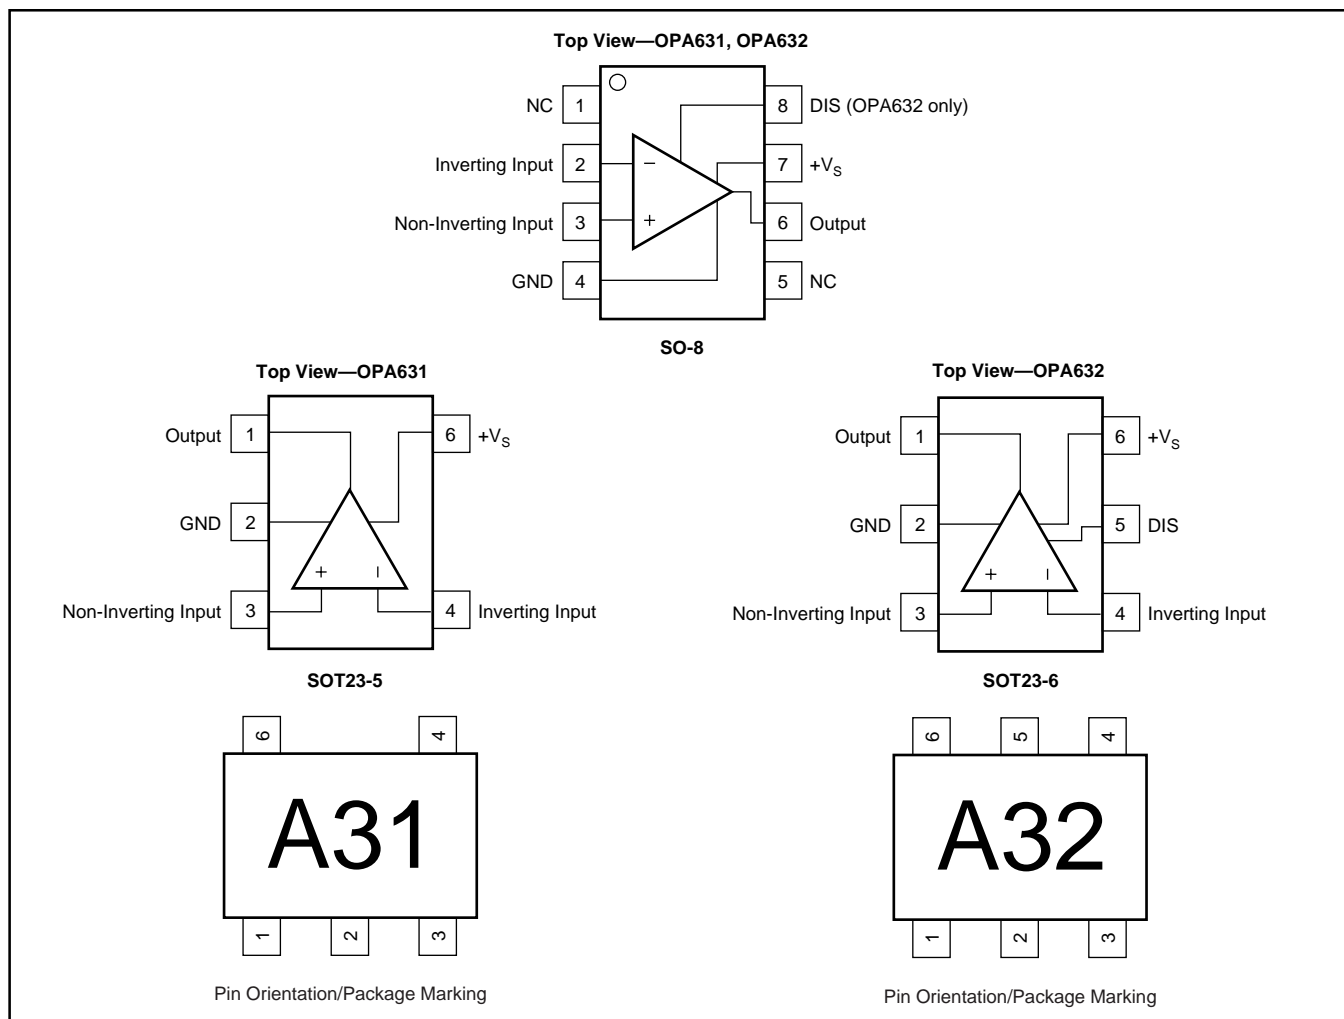 Top View—OPA631, OPA632
NC 1 8 DIS (OPA632 only)
Inverting Input 2 − 7 +VS
Non-Inverting Input 3 + 6 Output
GND 4 5 NC
SO-8
Top View—OPA631
Output 1 6 +VS
GND 2
+ −
Non-Inverting Input 3 4 Inverting Input
SOT23-5
6 4
A31
1 2 3
Pin Orientation/Package Marking
Top View—OPA632
Output 1 6 +VS
GND 2 5 DIS
+ −
Non-Inverting Input 3 4 Inverting Input
SOT23-6
6 5 4
A32
1 2 3
Pin Orientation/Package Marking